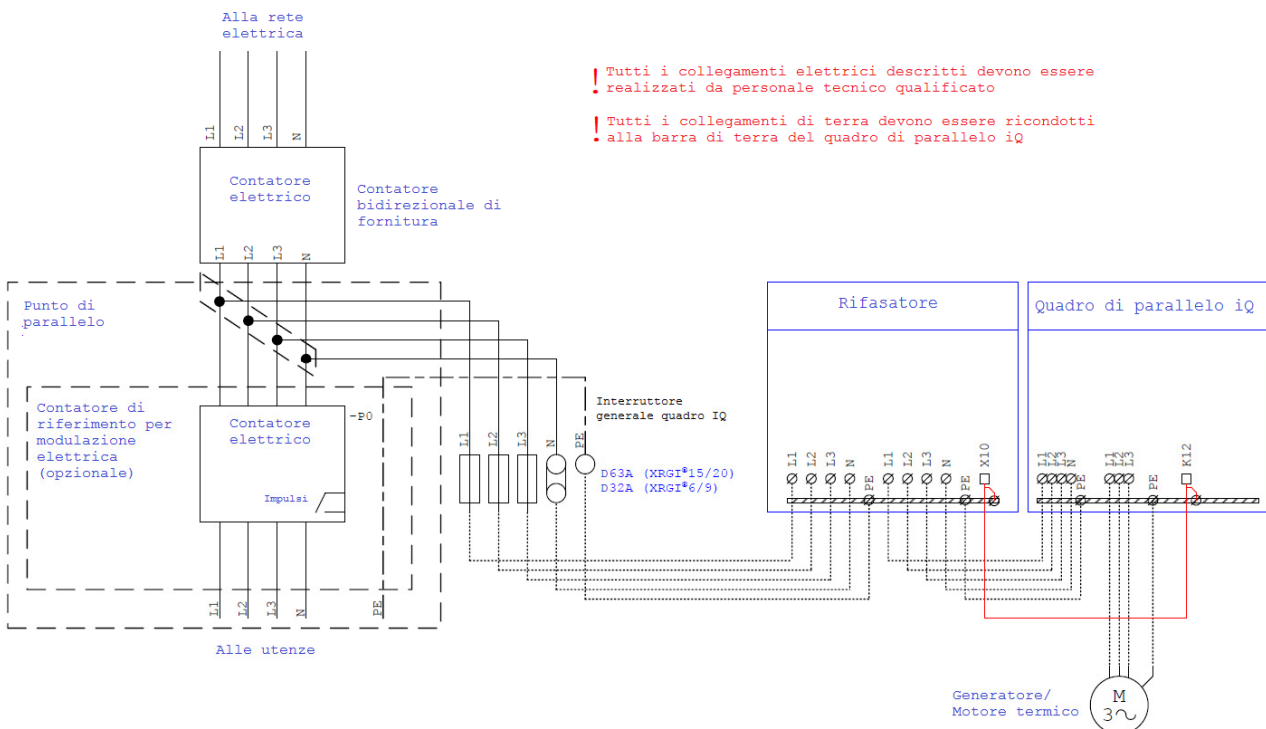 Alla rete
elettrica
! Tutti i collegamenti elettrici descritti devono essere
realizzati da personale tecnico qualificato
! Tutti i collegamenti di terra devono essere ricondotti
alla barra di terra del quadro di parallelo iQ
L1 L2 L3 N
Contatore
elettrico
Contatore
bidirezionale di
fornitura
L1 L2 L3 N
Punto di
parallelo
Rifasatore
Quadro di parallelo iQ
Contatore di
riferimento per
modulazione
elettrica
(opzionale)
Contatore
elettrico
-P0
Impulsi
Interruttore
generale quadro IQ
L1 L2 L3 N PE
D63A (XRGI®15/20)
D32A (XRGI®6/9)
L1 L2 L3 N PE L1 L2 L3 N PE X10
L1 L2 L3 N PE L1 L2 L3 PE K12
L1 L2 L3 N PE
Alle utenze
Generatore/
Motore termico
M
3~